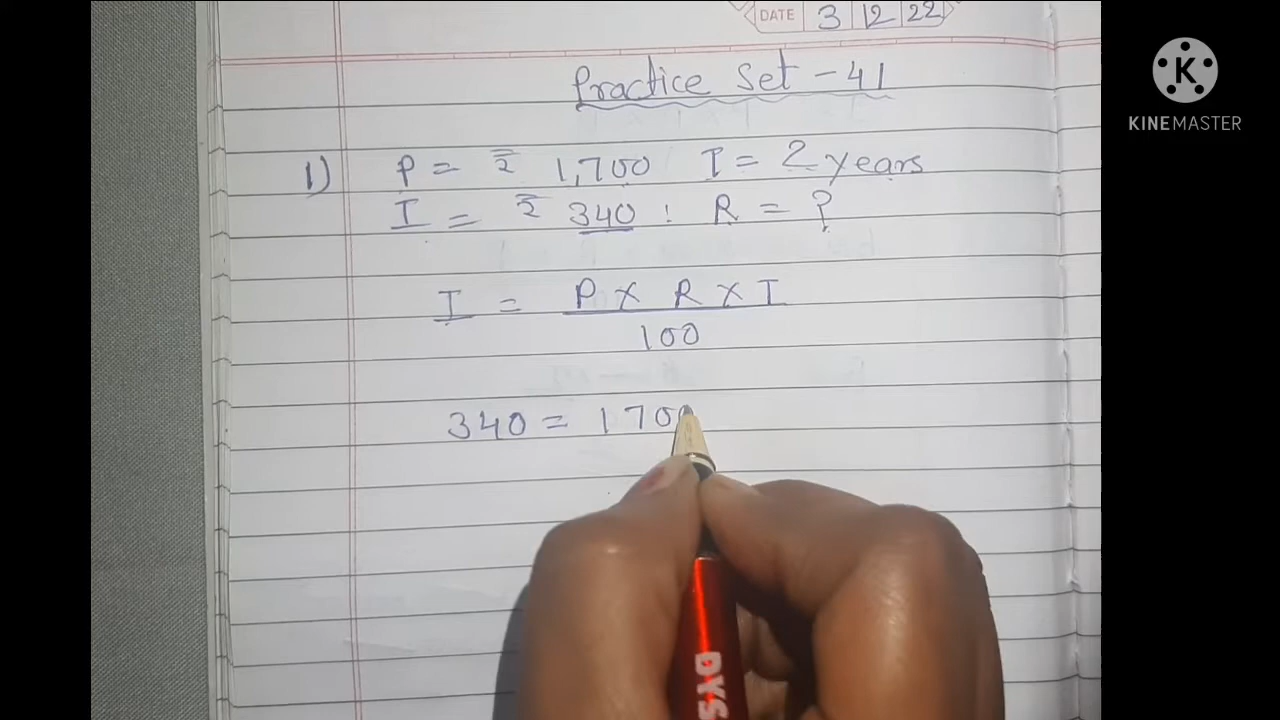 DATE 3 12 22
Practice Set - 41
1) P = ₹ 1,700 T = 2 years
I = ₹ 340 : R = ?
I = P x R x T
100
340 = 1700
K
KINEMASTER
DYS